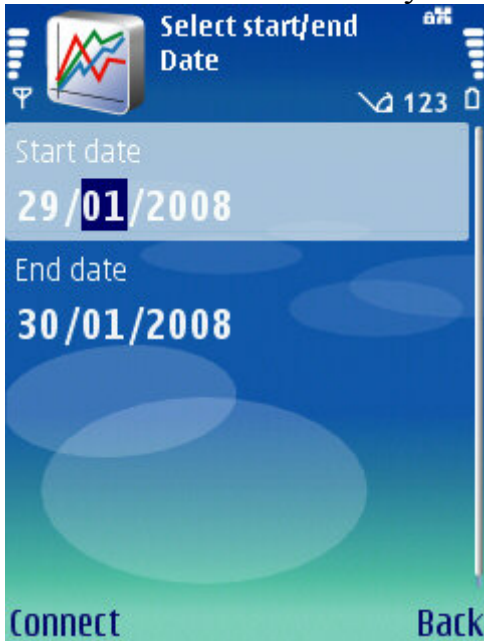 Select start/end
Date
123
Start date
29/01/2008
End date
30/01/2008
Connect
Back